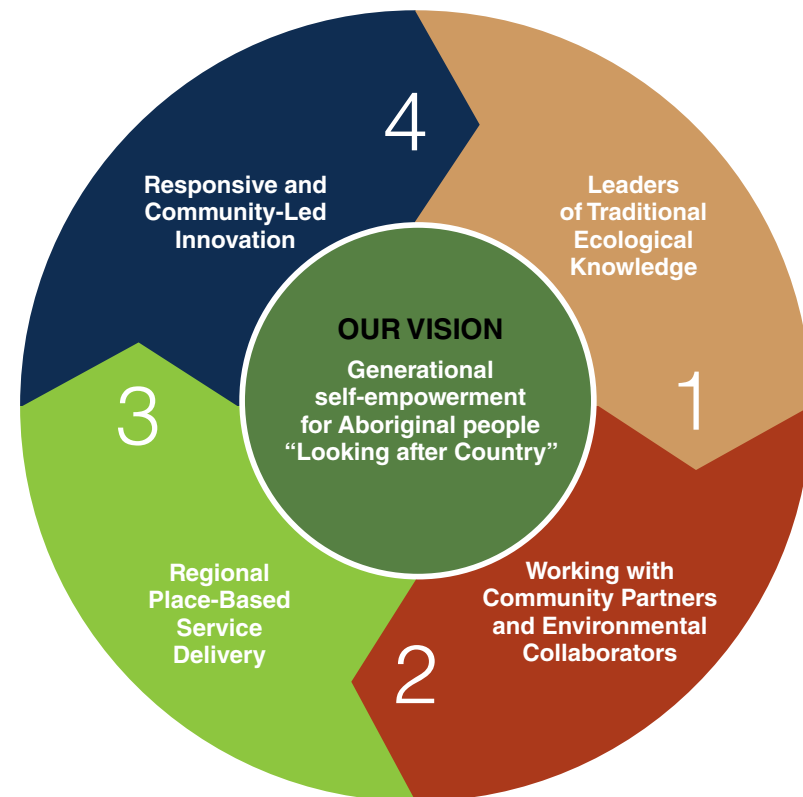 OUR VISION
Generational
self-empowerment
for Aboriginal people
“Looking after Country”
1
Leaders
of Traditional
Ecological
Knowledge
2
Working with
Community Partners
and Environmental
Collaborators
3
Regional
Place-Based
Service
Delivery
4
Responsive and
Community-Led
Innovation